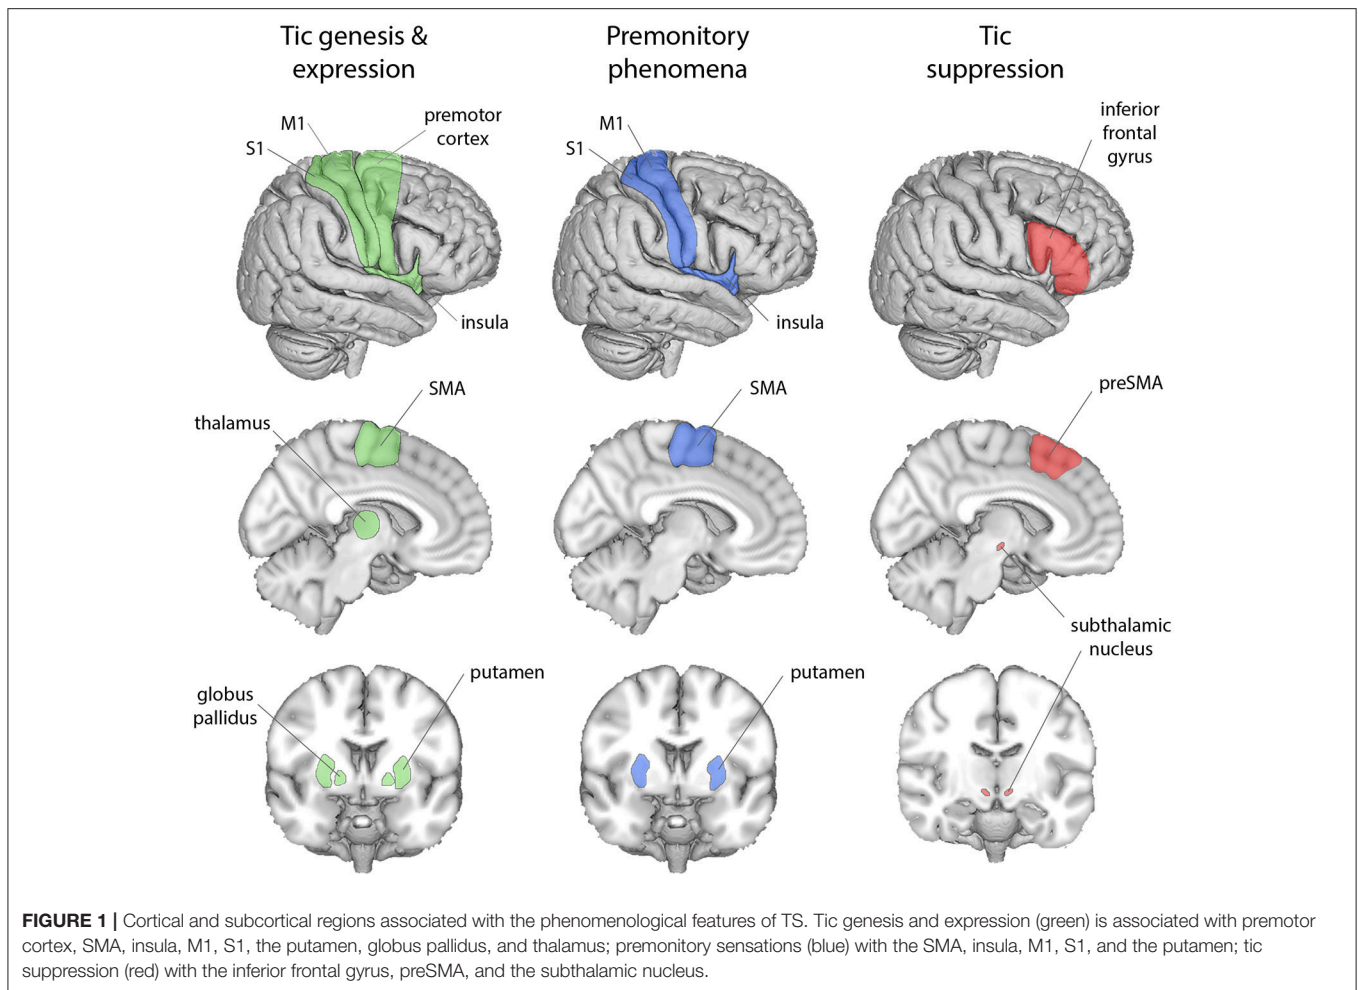 Tic genesis &
expression
Premonitory
phenomena
Tic
suppression
M1
S1
premotor
cortex
insula
M1
S1
insula
inferior
frontal
gyrus
thalamus
SMA
SMA
preSMA
globus
pallidus
putamen
putamen
subthalamic
nucleus
FIGURE 1 | Cortical and subcortical regions associated with the phenomenological features of TS. Tic genesis and expression (green) is associated with premotor
cortex, SMA, insula, M1, S1, the putamen, globus pallidus, and thalamus; premonitory sensations (blue) with the SMA, insula, M1, S1, and the putamen; tic
suppression (red) with the inferior frontal gyrus, preSMA, and the subthalamic nucleus.